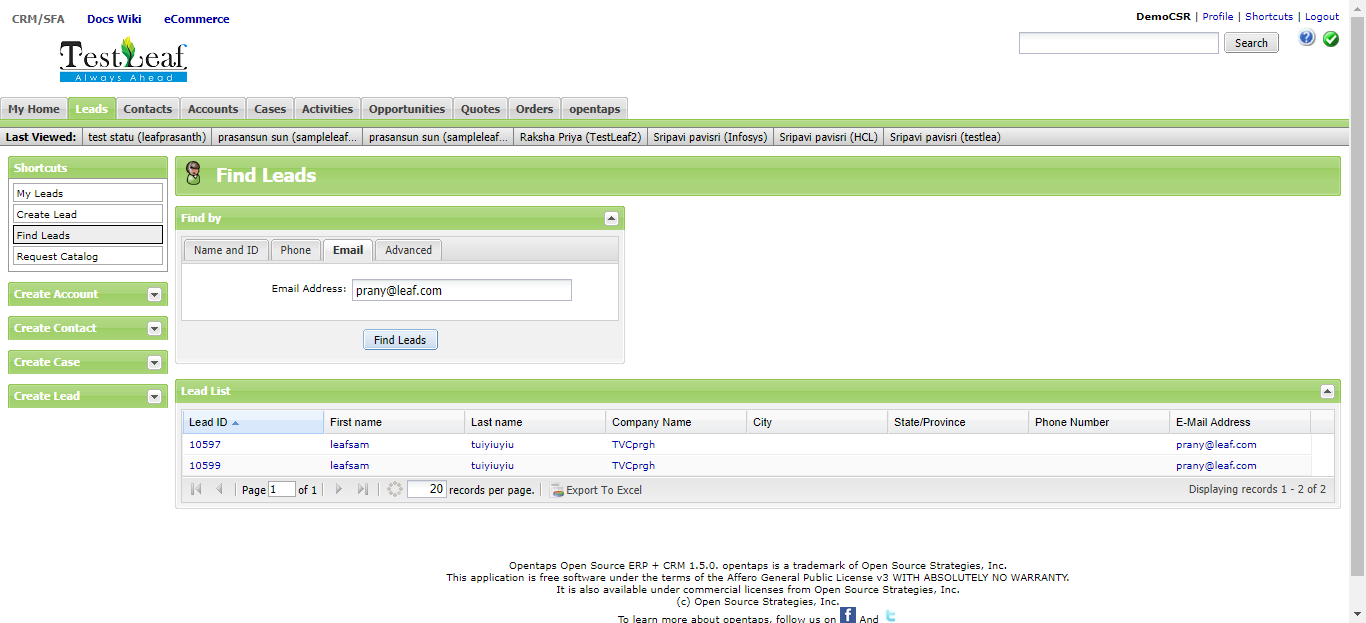 CRM/SFA Docs Wiki eCommerce
DemoCSR | Profile | Shortcuts | Logout
Search
TestLeaf
Always Ahead
My Home Leads Contacts Accounts Cases Activities Opportunities Quotes Orders opentaps
Last Viewed: test statu (leafprasanth) prasansun sun (sampleleaf... prasansun sun (sampleleaf... Raksha Priya (TestLeaf2) Sripavi pavisri (Infosys) Sripavi pavisri (HCL) Sripavi pavisri (testlea)
Shortcuts
My Leads
Create Lead
Find Leads
Request Catalog
Create Account
Create Contact
Create Case
Create Lead
Find Leads
Find by
Name and ID Phone Email Advanced
Email Address: prany@leaf.com
Find Leads
Lead List
Lead ID First name Last name Company Name City State/Province Phone Number E-Mail Address
10597 leafsam tuiyiuyiu TVCprgh prany@leaf.com
10599 leafsam tuiyiuyiu TVCprgh prany@leaf.com
Page 1 of 1 20 records per page. Export To Excel Displaying records 1 - 2 of 2
Opentaps Open Source ERP + CRM 1.5.0. opentaps is a trademark of Open Source Strategies, Inc.
This application is free software under the terms of the Affero General Public License v3 WITH ABSOLUTELY NO WARRANTY.
It is also available under commercial licenses from Open Source Strategies, Inc.
(c) Open Source Strategies, Inc.
To learn more about opentaps, follow us on f And t